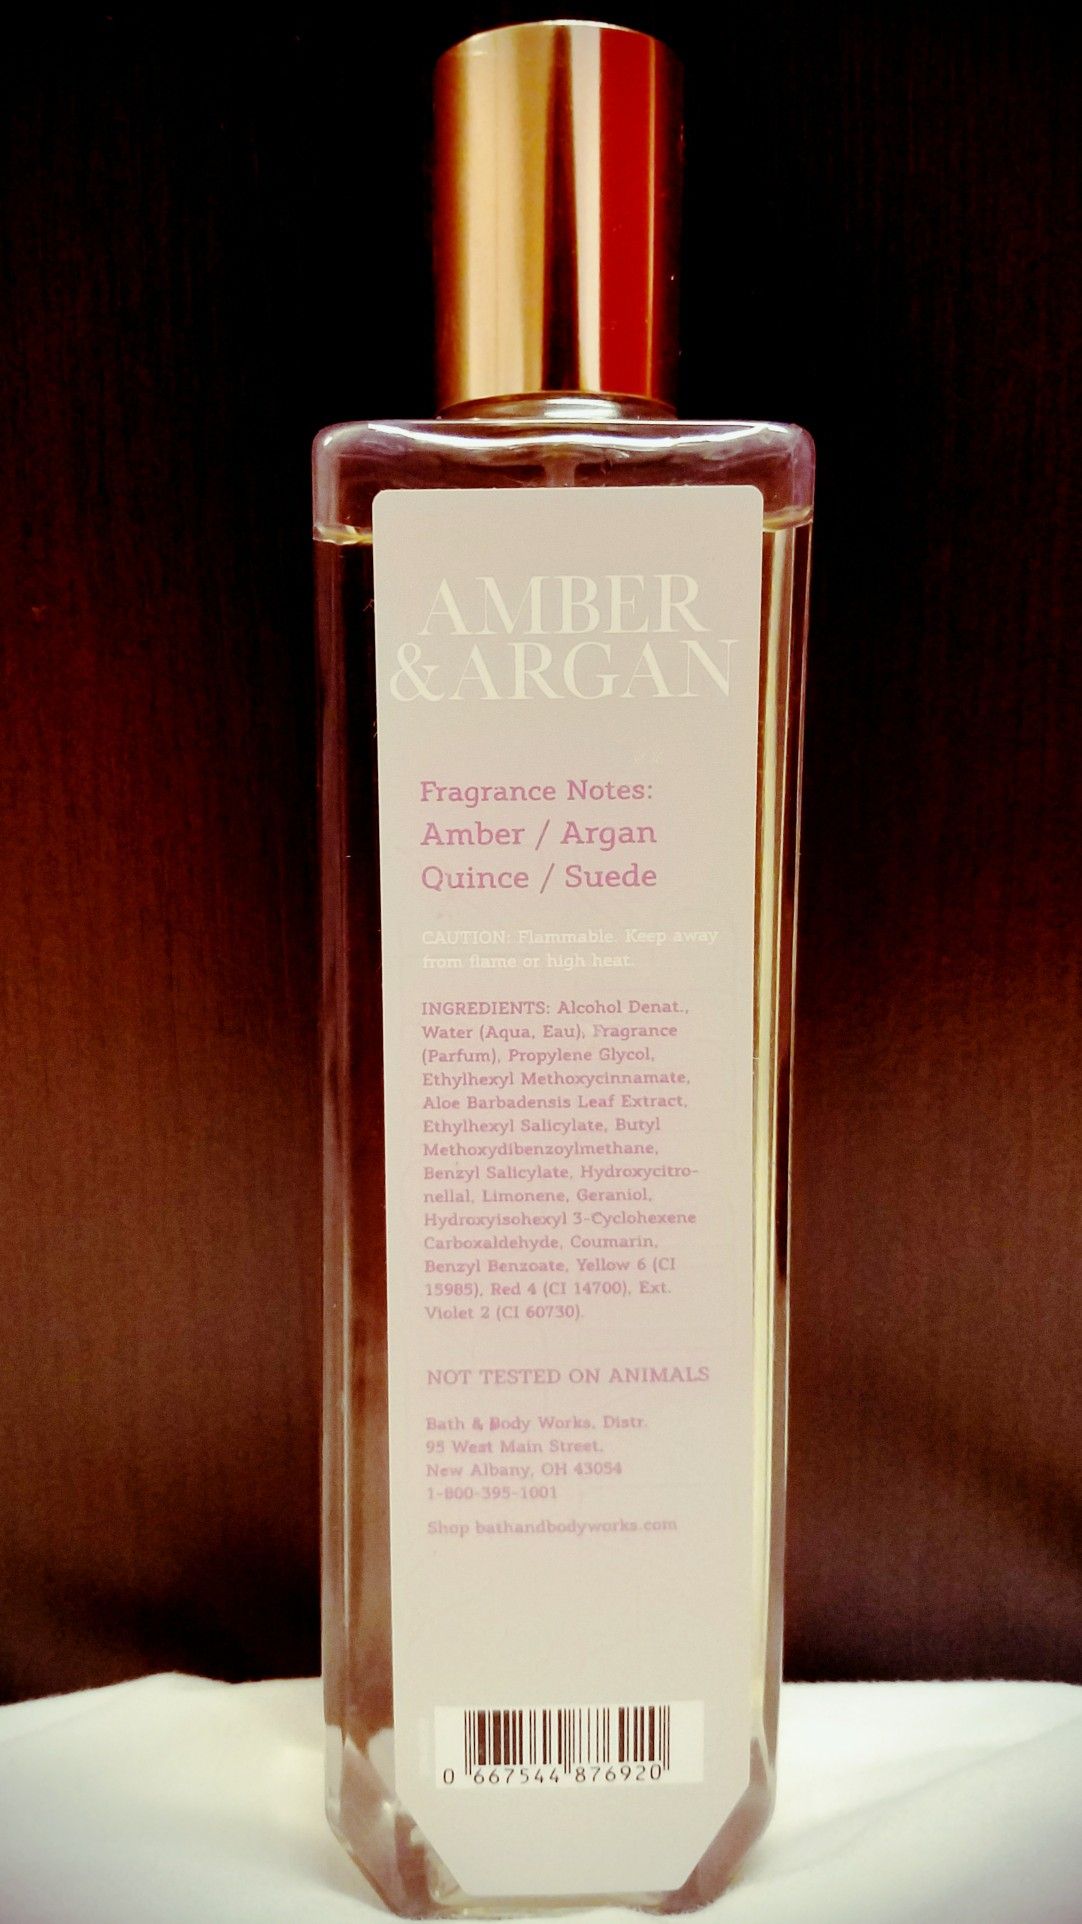 AMBER
&ARGAN
Fragrance Notes:
Amber / Argan
Quince / Suede
CAUTION: Flammable. Keep away
from flame or high heat.
INGREDIENTS: Alcohol Denat.,
Water (Aqua, Eau), Fragrance
(Parfum), Propylene Glycol,
Ethylhexyl Methoxycinnamate,
Aloe Barbadensis Leaf Extract,
Ethylhexyl Salicylate, Butyl
Methoxydibenzoylmethane,
Benzyl Salicylate, Hydroxycitro-
nellal, Limonene, Geraniol,
Hydroxyisohexyl 3-Cyclohexene
Carboxaldehyde, Coumarin,
Benzyl Benzoate, Yellow 6 (CI
15985), Red 4 (CI 14700), Ext.
Violet 2 (CI 60730).
NOT TESTED ON ANIMALS
Bath & Body Works, Distr.
95 West Main Street,
New Albany, OH 43054
1-800-395-1001
Shop bathandbodyworks.com
0 667544 876920